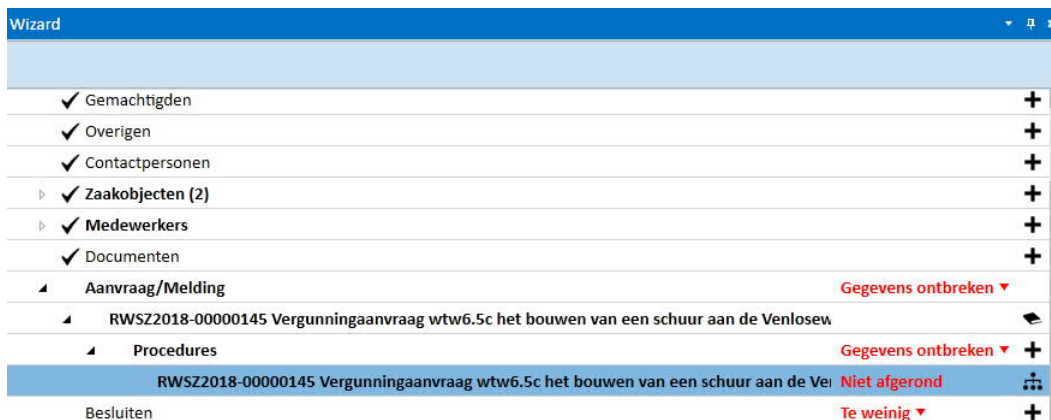 Wizard
Gemachtigden
Overigen
Contactpersonen
Zaakobjecten (2)
Medewerkers
Documenten
Aanvraag/Melding Gegevens ontbreken
RWSZ2018-00000145 Vergunningaanvraag wtw6.5c het bouwen van een schuur aan de Venlosew
Procedures Gegevens ontbreken
RWSZ2018-00000145 Vergunningaanvraag wtw6.5c het bouwen van een schuur aan de Ve Niet afgerond
Besluiten Te weinig